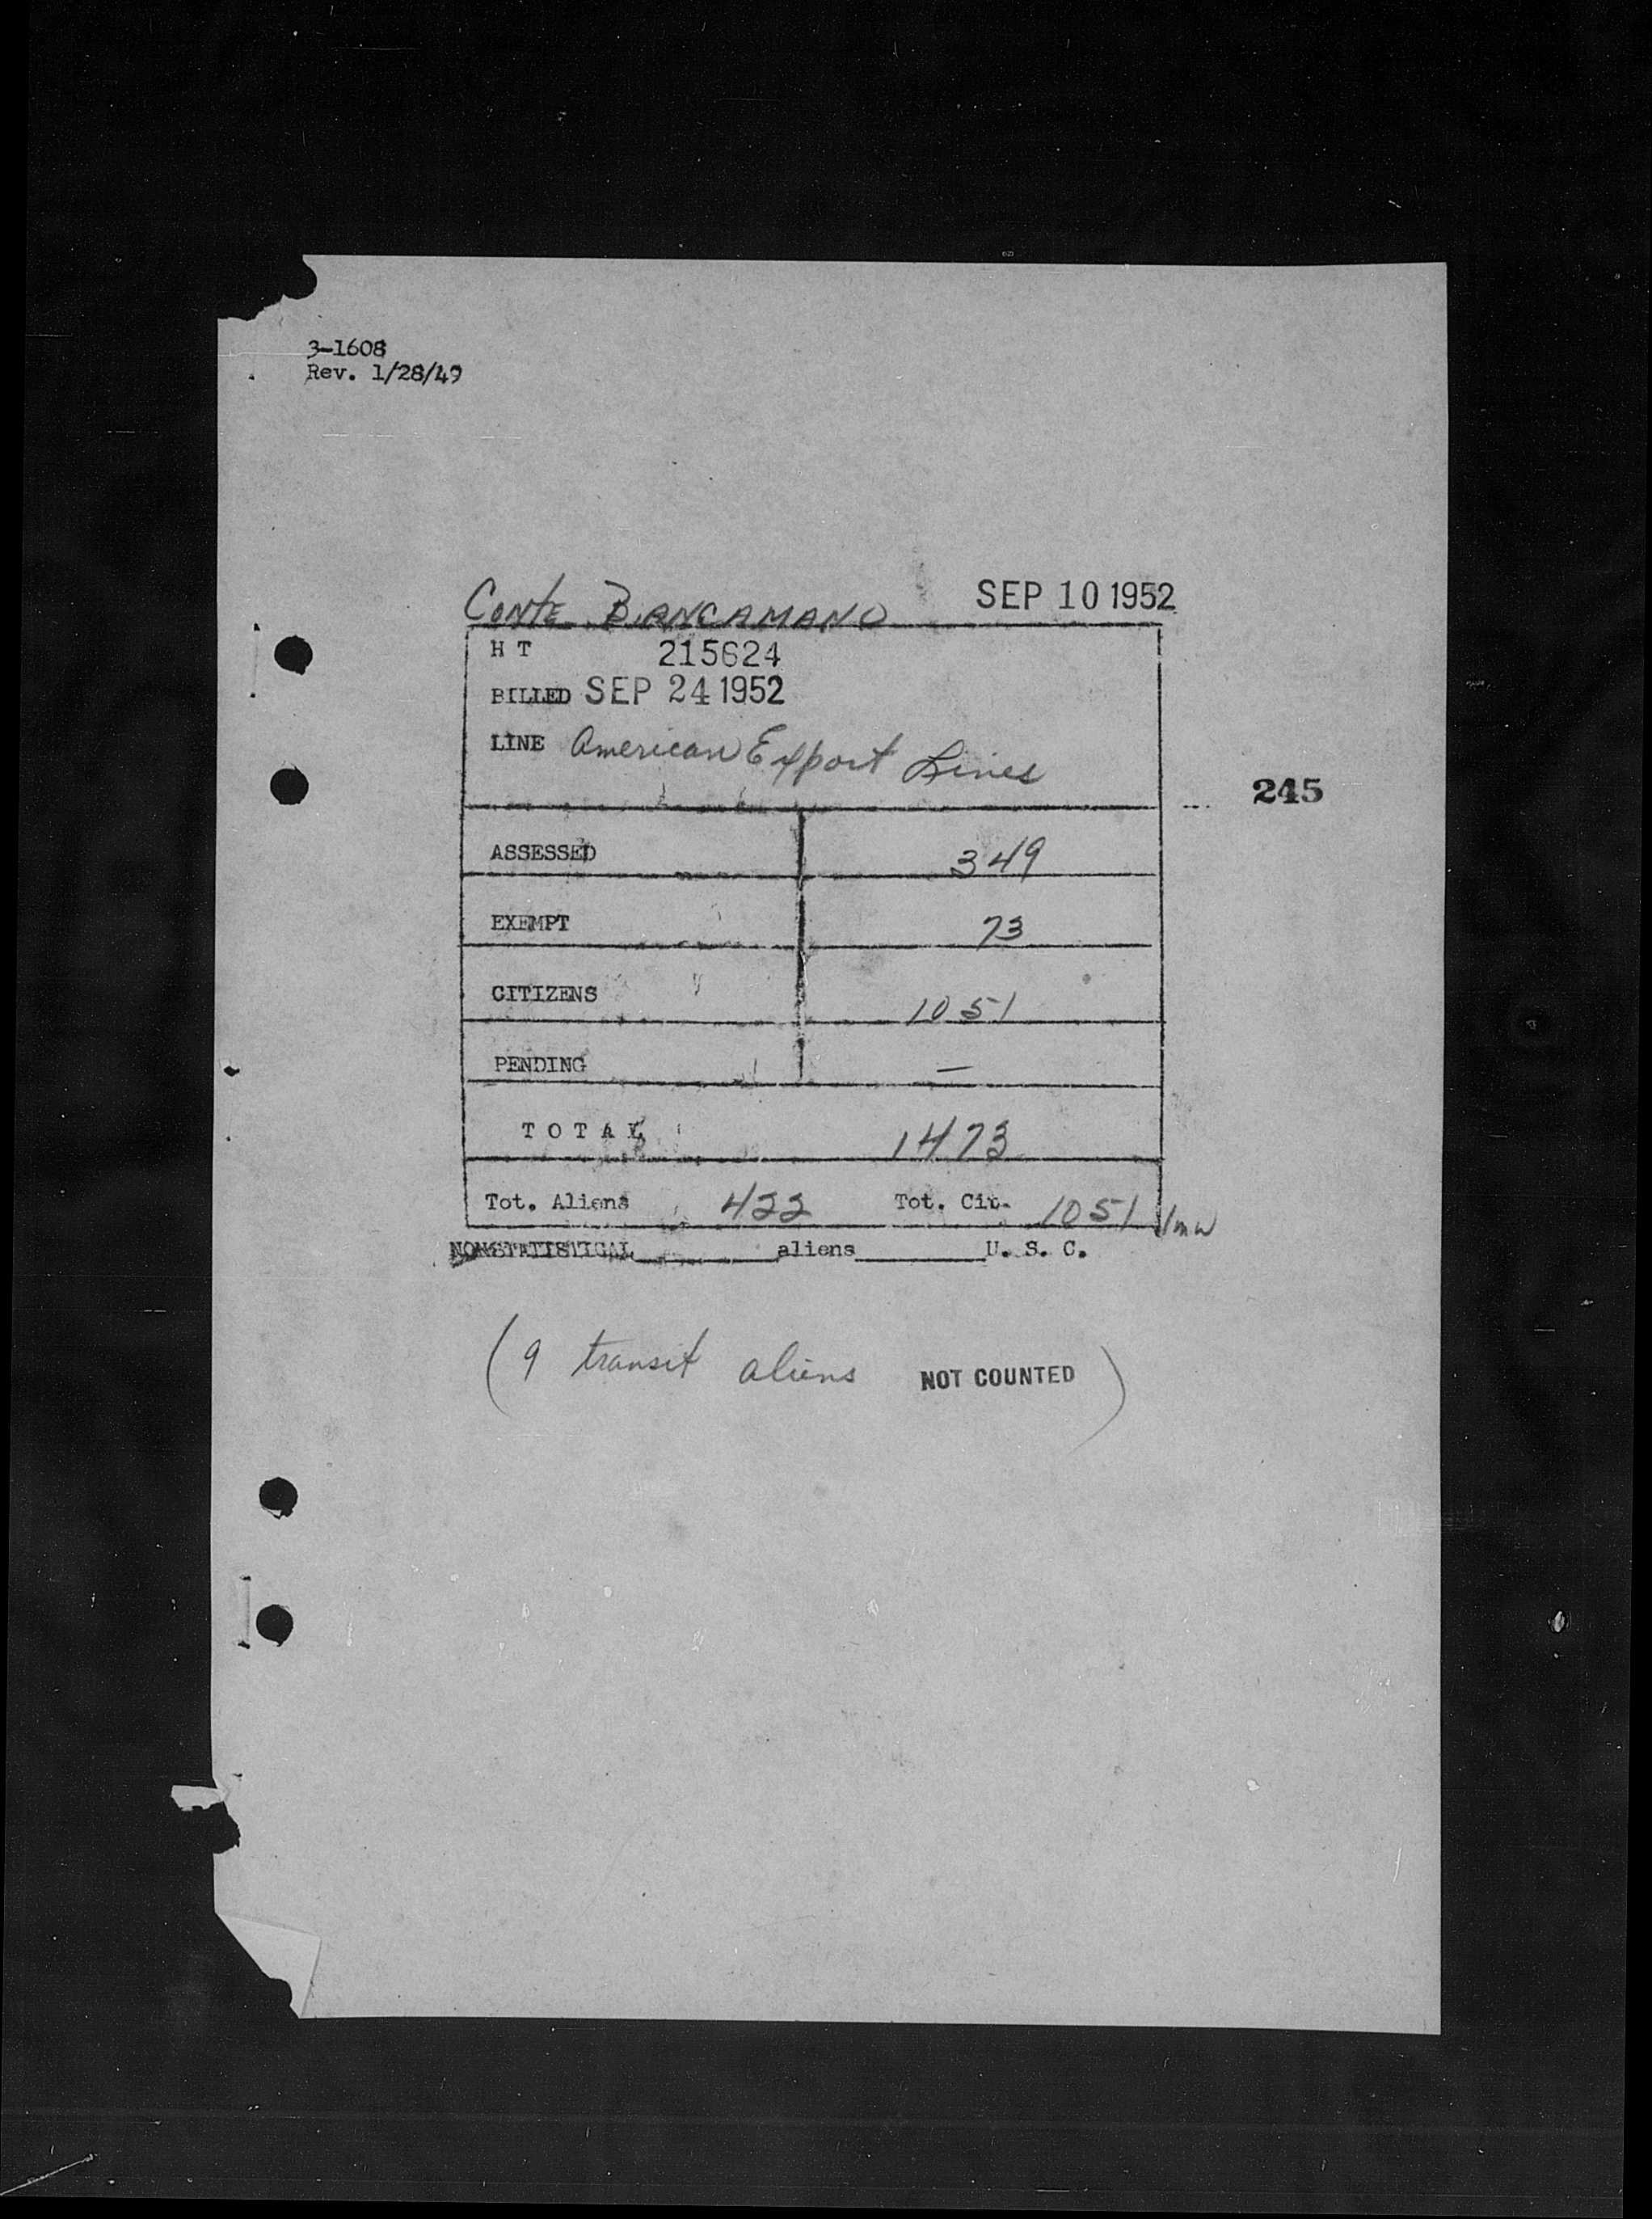 3-1608
Rev. 1/28/49
CONTE BIANCAMANO SEP 10 1952
H T 215624
BILLED SEP 24 1952
LINE American Export Lines
245
ASSESSED 349
EXEMPT 73
CITIZENS 1051
PENDING —
TOTAL 1473
Tot. Aliens 422 Tot. Cit. 1051
NONSTATISTICAL aliens U. S. C.
(9 transit aliens NOT COUNTED)